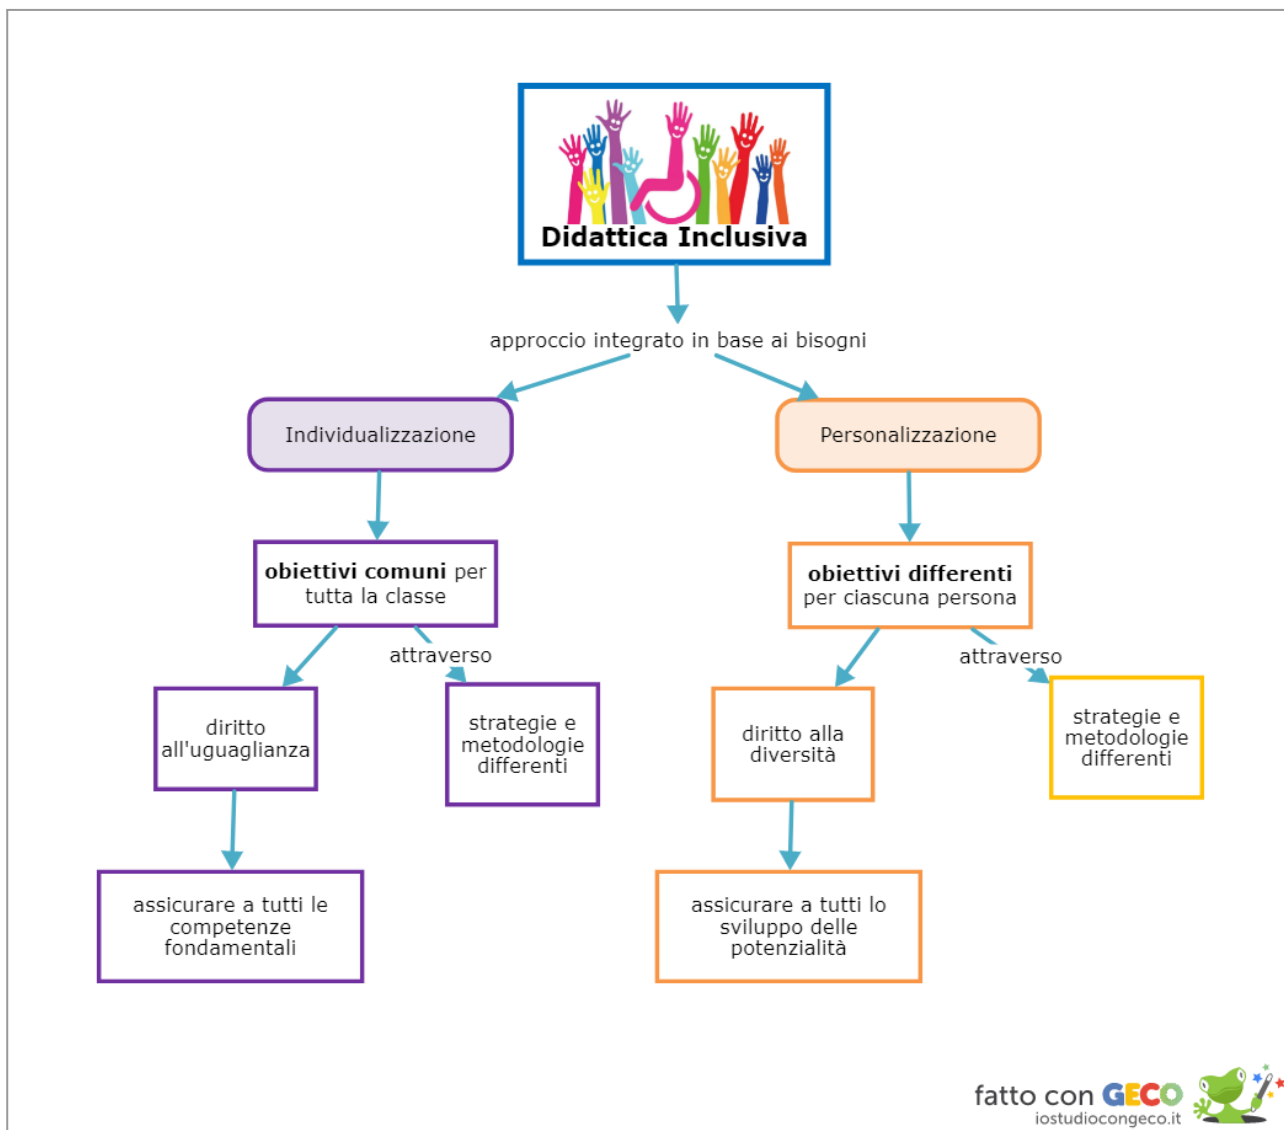 Didattica Inclusiva
approccio integrato in base ai bisogni
Individualizzazione
Personalizzazione
obiettivi comuni per
tutta la classe
obiettivi differenti
per ciascuna persona
attraverso
attraverso
diritto
all'uguaglianza
strategie e
metodologie
differenti
diritto alla
diversità
strategie e
metodologie
differenti
assicurare a tutti le
competenze
fondamentali
assicurare a tutti lo
sviluppo delle
potenzialità
fatto con GECO
iostudiocongeco.it